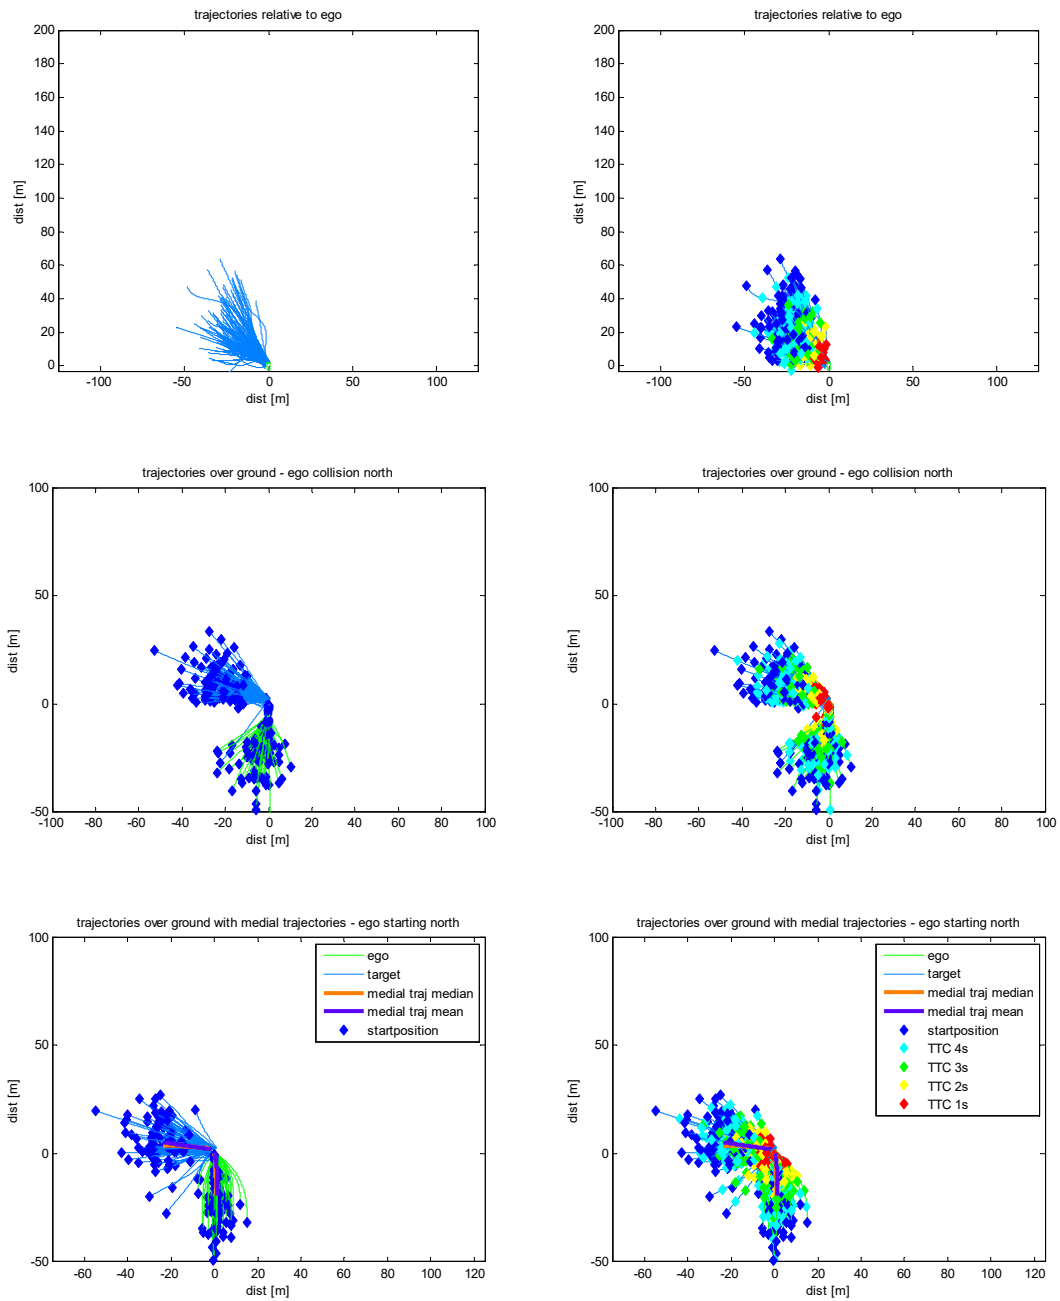 trajectories relative to ego
200
180
160
140
120
100
80
60
40
20
0
dist [m]
-100 -50 0 50 100
dist [m]
trajectories relative to ego
200
180
160
140
120
100
80
60
40
20
0
dist [m]
-100 -50 0 50 100
dist [m]
trajectories over ground - ego collision north
100
50
0
-50
dist [m]
-100 -80 -60 -40 -20 0 20 40 60 80 100
dist [m]
trajectories over ground - ego collision north
100
50
0
-50
dist [m]
-100 -80 -60 -40 -20 0 20 40 60 80 100
dist [m]
trajectories over ground with medial trajectories - ego starting north
100
50
0
-50
dist [m]
ego
target
medial traj median
medial traj mean
startposition
-60 -40 -20 0 20 40 60 80 100 120
dist [m]
trajectories over ground with medial trajectories - ego starting north
100
50
0
-50
dist [m]
ego
target
medial traj median
medial traj mean
startposition
TTC 4s
TTC 3s
TTC 2s
TTC 1s
-60 -40 -20 0 20 40 60 80 100 120
dist [m]